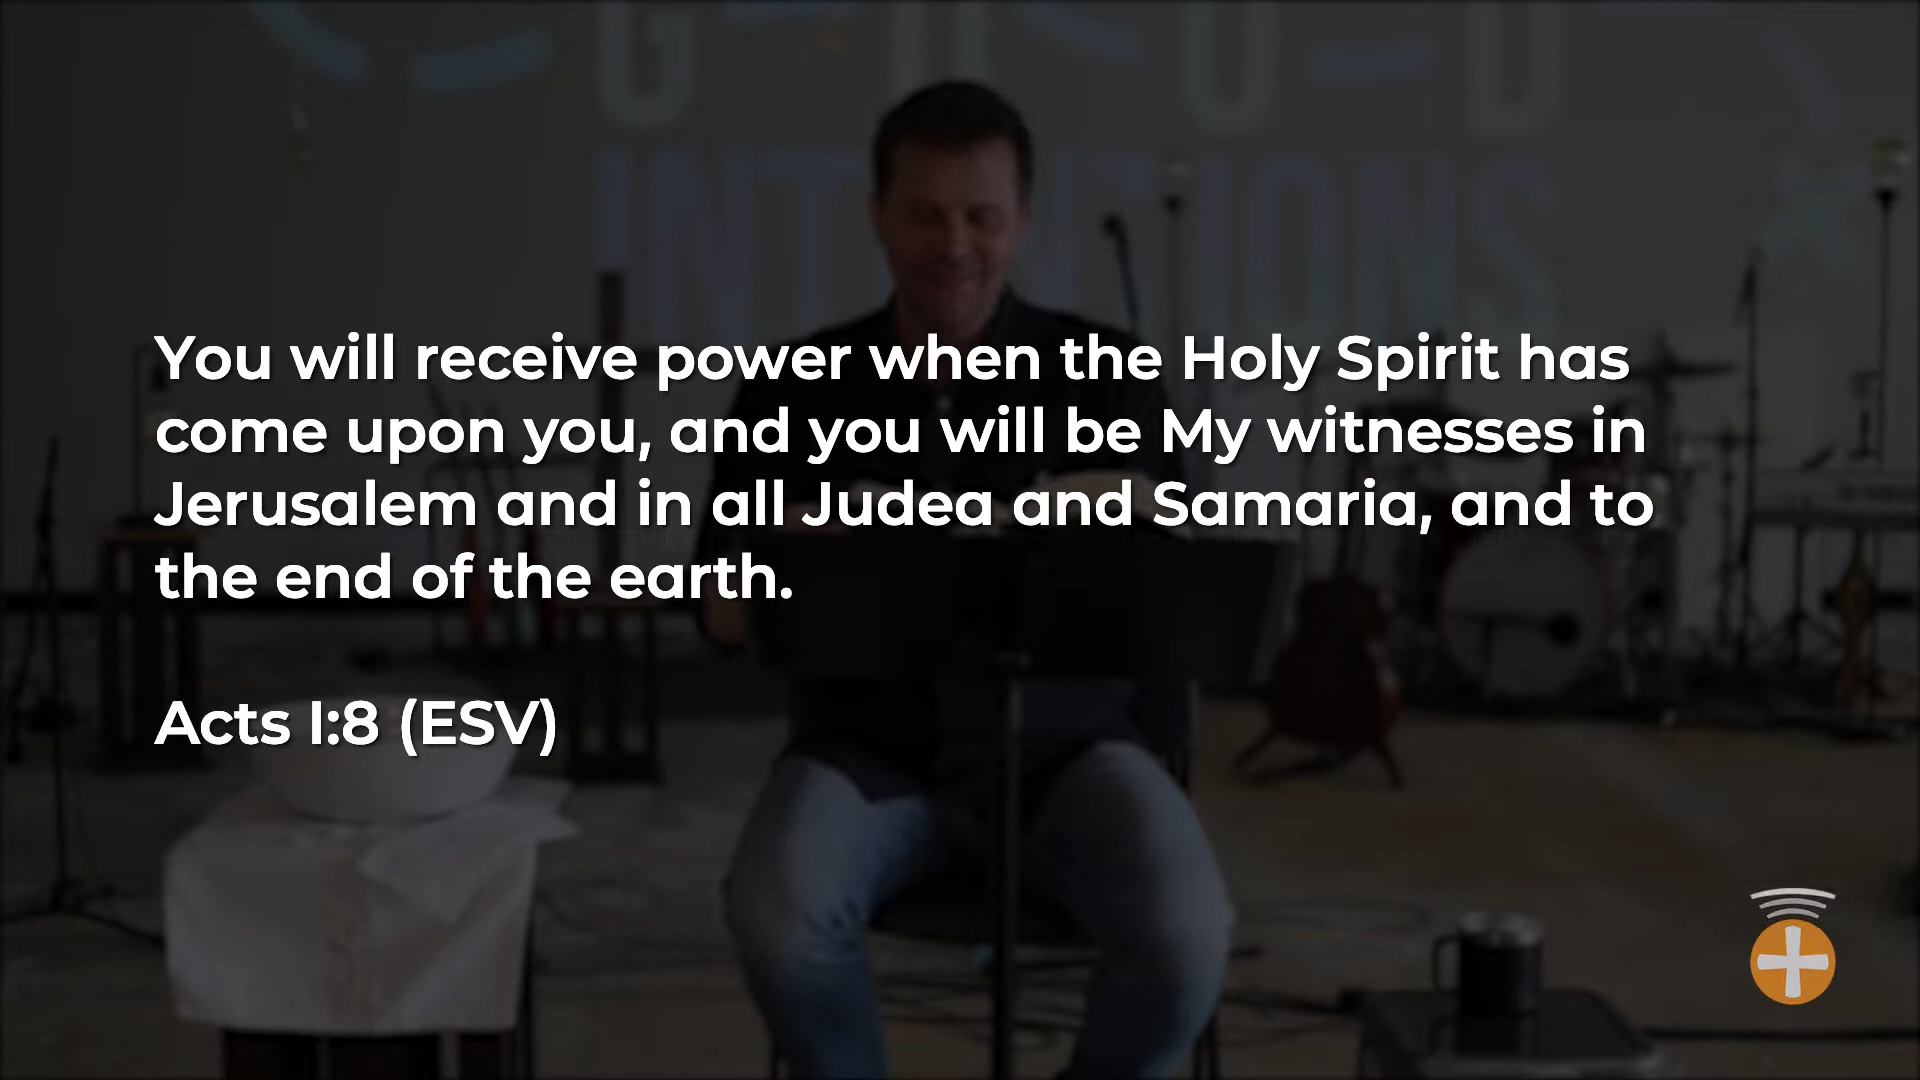 G   O D
INTENTIONS
You will receive power when the Holy Spirit has
come upon you, and you will be My witnesses in
Jerusalem and in all Judea and Samaria, and to
the end of the earth.
Acts 1:8 (ESV)